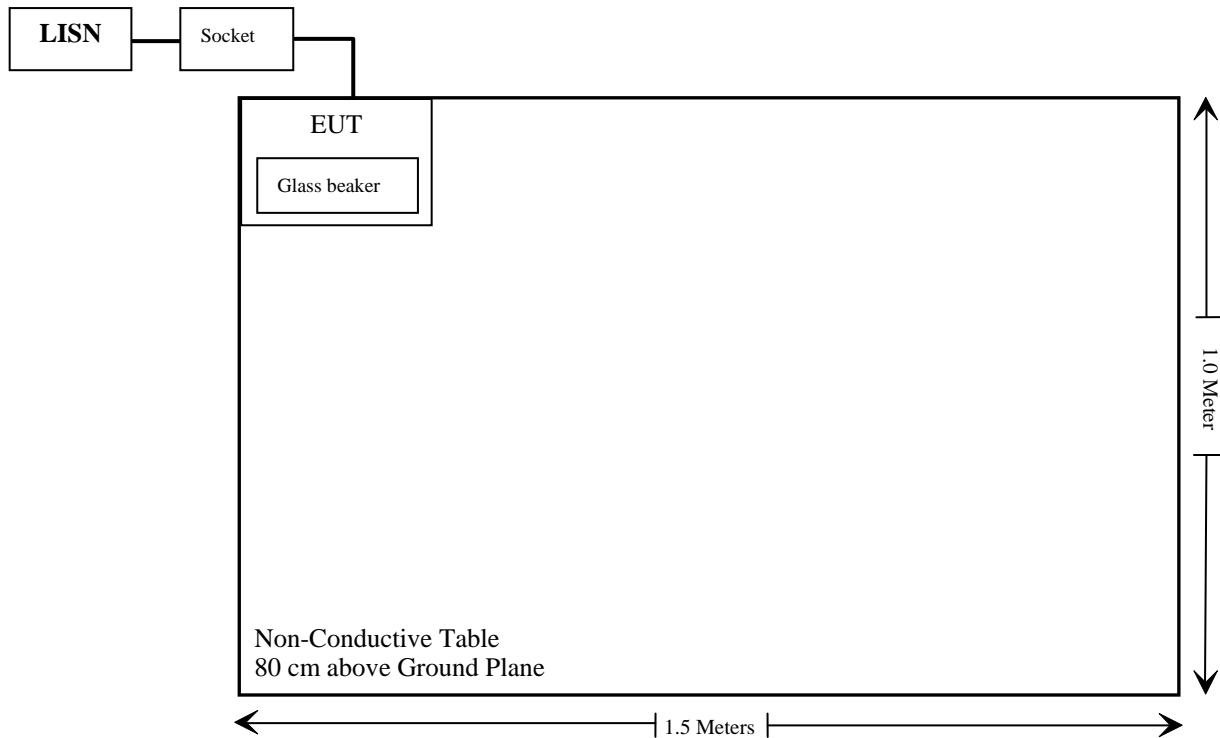 LISN
Socket
EUT
Glass beaker
1.0 Meter
Non-Conductive Table
80 cm above Ground Plane
1.5 Meters